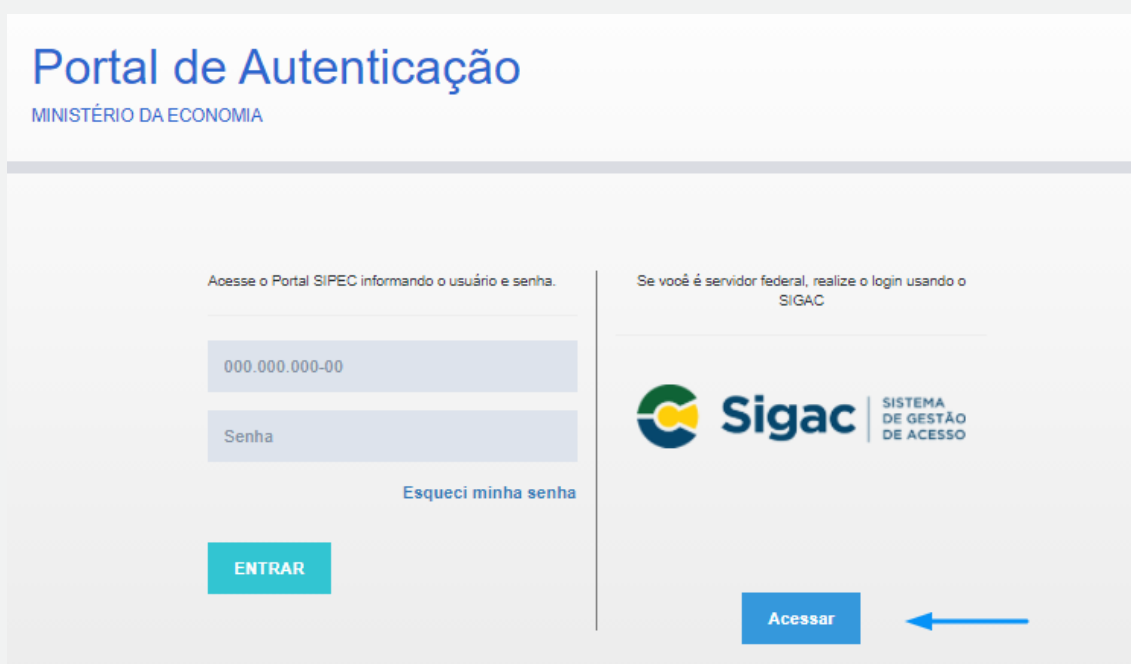 Portal de Autenticação
MINISTÉRIO DA ECONOMIA
Acesse o Portal SIPEC informando o usuário e senha.
000.000.000-00
Senha
Esqueci minha senha
ENTRAR
Se você é servidor federal, realize o login usando o
SIGAC
Sigac
SISTEMA
DE GESTÃO
DE ACESSO
Acessar